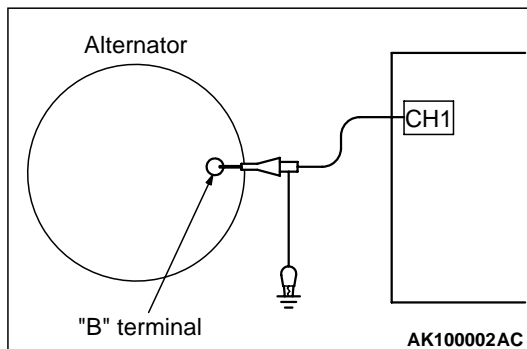 Alternator
CH1
"B" terminal
AK100002AC